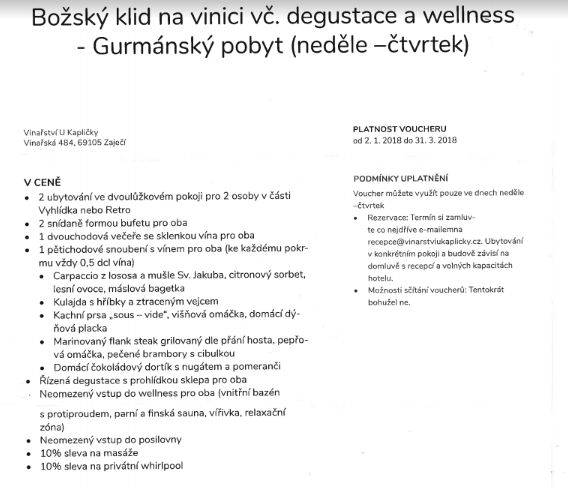 Božský klid na vinici vč. degustace a wellness
- Gurmánský pobyt (neděle –čtvrtek)
Vinařství U Kapličky
Vinařská 484, 69105 Zaječí
V CENĚ
• 2 ubytování ve dvoulůžkovém pokoji pro 2 osoby v části
Vyhlídka nebo Retro
• 2 snídaně formou bufetu pro oba
• 1 dvouchodová večeře se sklenkou vína pro oba
• 1 pětichodové snoubení s vínem pro oba (ke každému pokr-
mu vždy 0,5 dcl vína)
• Carpaccio z lososa a mušle Sv. Jakuba, citronový sorbet,
lesní ovoce, máslová bagetka
• Kulajda s hříbky a ztraceným vejcem
• Kachní prsa „sous – vide“, višňová omáčka, domácí dý-
ňová placka
• Marinovaný flank steak grilovaný dle přání hosta, pepřo-
vá omáčka, pečené brambory s cibulkou
• Domácí čokoládový dortík s nugátem a pomeranči
• Řízená degustace s prohlídkou sklepa pro oba
• Neomezený vstup do wellness pro oba (vnitřní bazén
s protiproudem, parní a finská sauna, vířivka, relaxační
zóna)
• Neomezený vstup do posilovny
• 10% sleva na masáže
• 10% sleva na privátní whirlpool
PLATNOST VOUCHERU
od 2. 1. 2018 do 31. 3. 2018
PODMÍNKY UPLATNĚNÍ
Voucher můžete využít pouze ve dnech neděle
–čtvrtek
• Rezervace: Termín si zamluv-
te co nejdříve e-mailemna
recepce@vinarstviukaplicky.cz. Ubytování
v konkrétním pokoji a budově závisí na
domluvě s recepcí a volných kapacitách
hotelu.
• Možnosti sčítání voucherů: Tentokrát
bohužel ne.